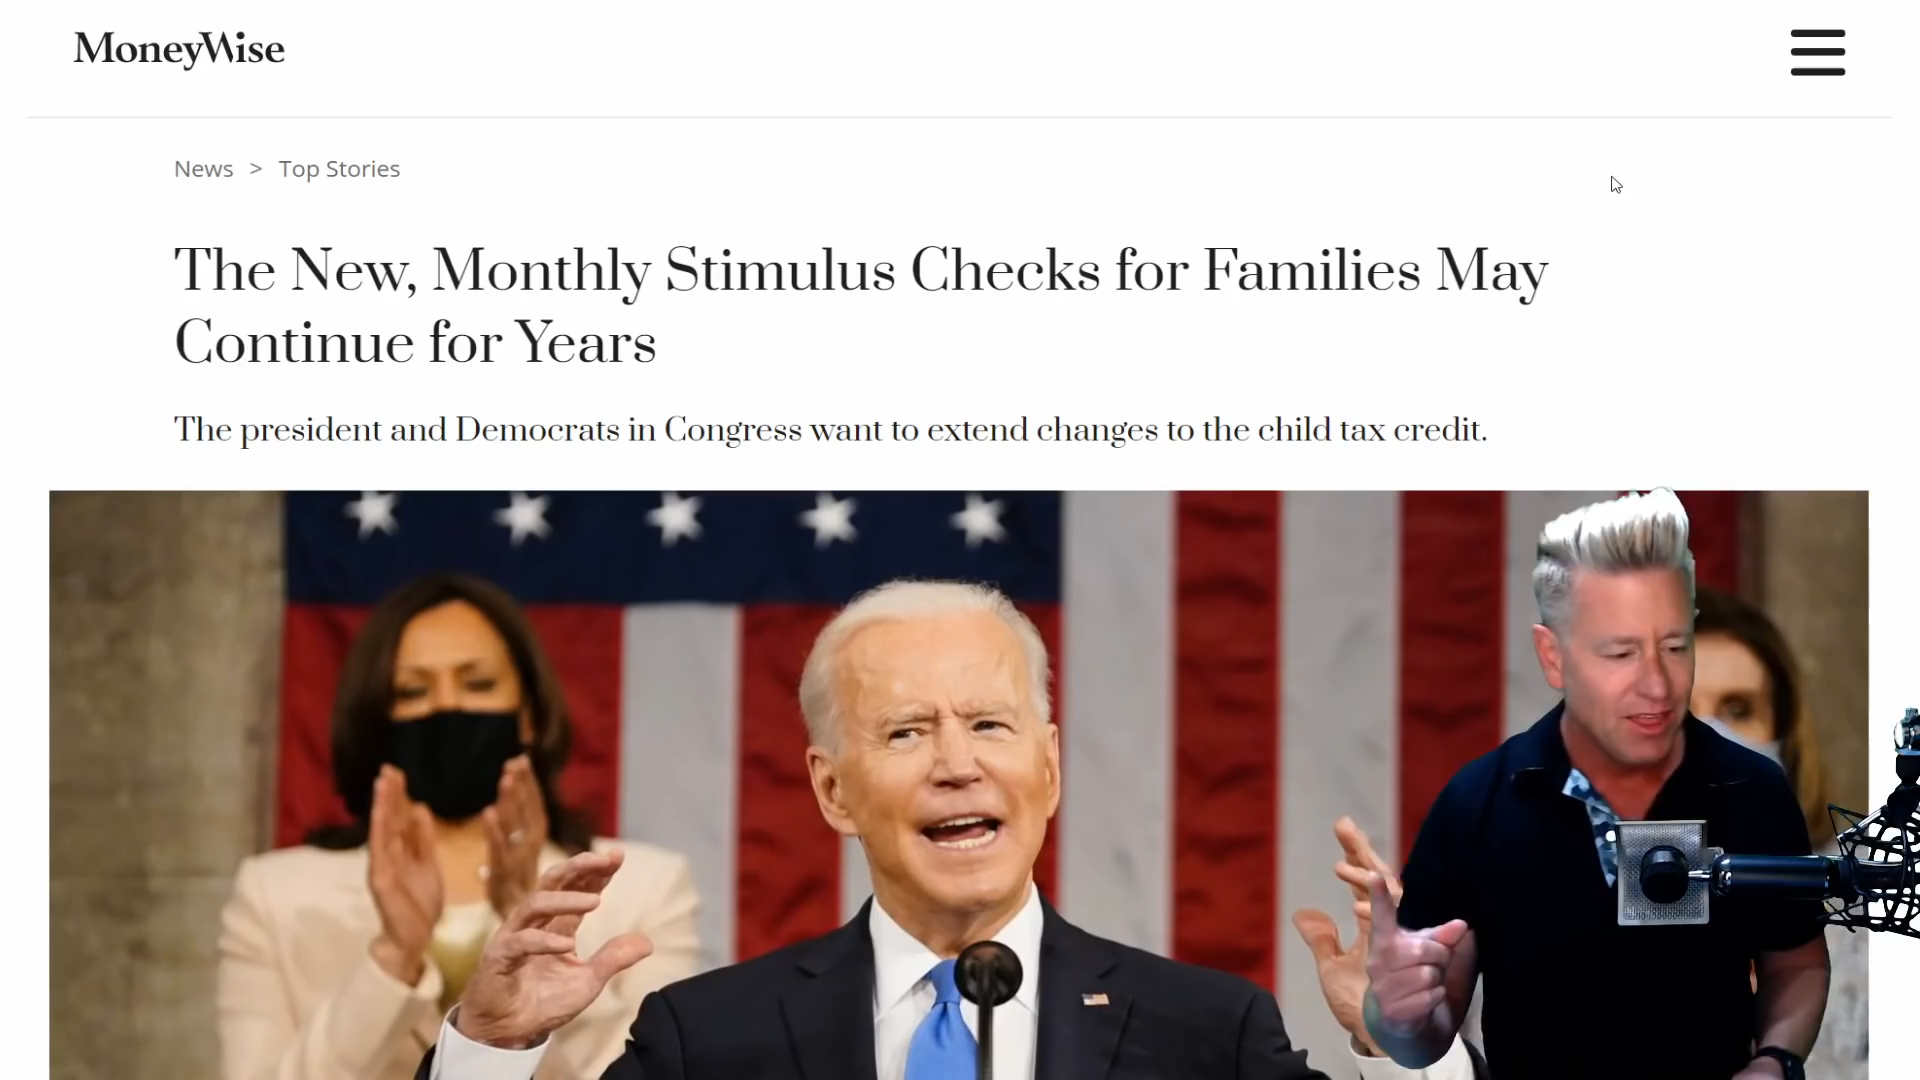 MoneyWise
News > Top Stories
The New, Monthly Stimulus Checks for Families May
Continue for Years
The president and Democrats in Congress want to extend changes to the child tax credit.